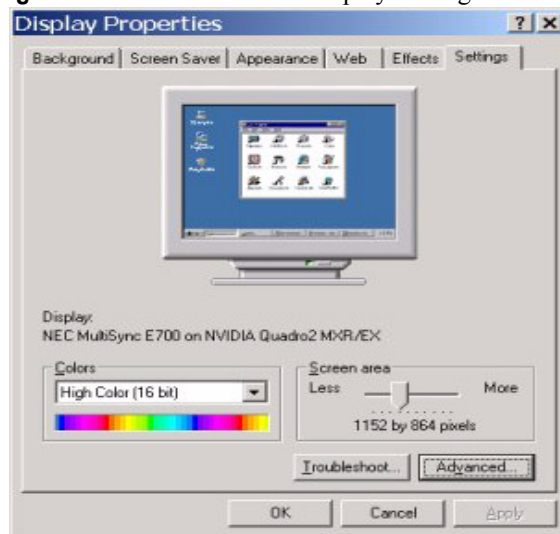 Display Properties
Background Screen Saver Appearance Web Effects Settings
Display:
NEC MultiSync E700 on NVIDIA Quadro2 MXR/EX
Colors
High Color (16 bit)
Screen area
Less More
1152 by 864 pixels
Troubleshoot... Advanced...
OK Cancel Apply